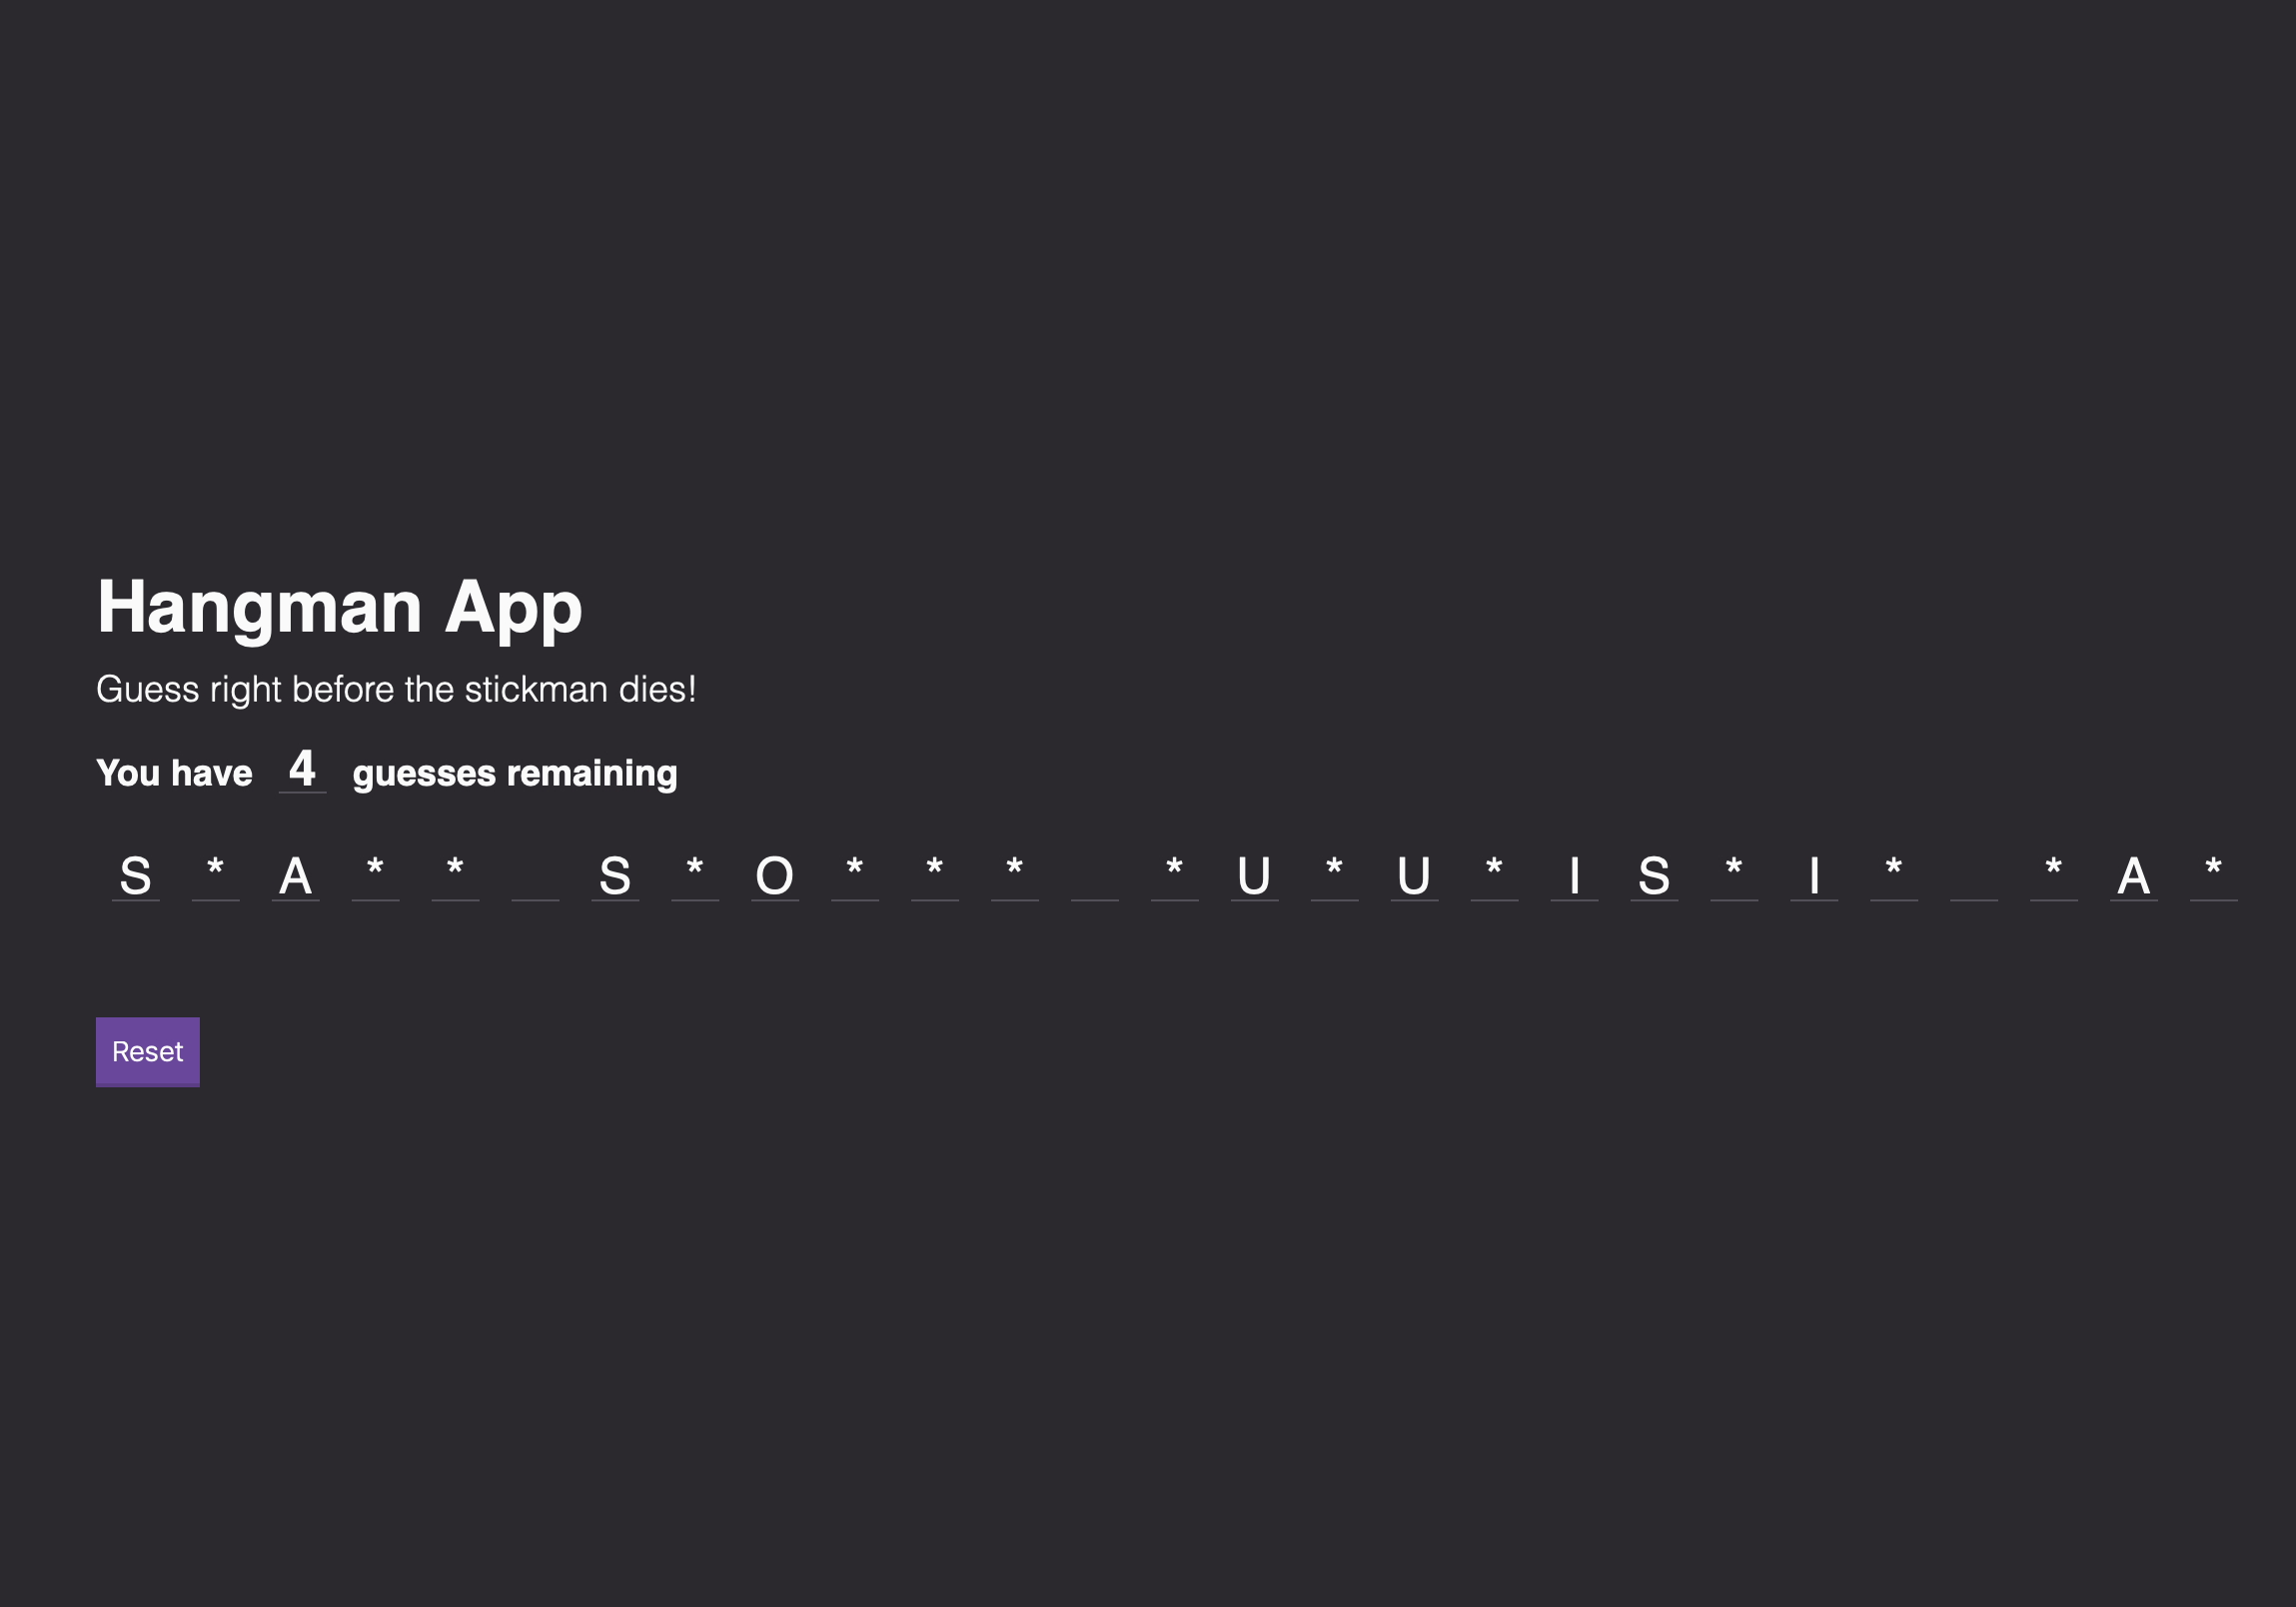 Hangman App
Guess right before the stickman dies!
You have 4 guesses remaining
S * A * * S * O * * * * U * U * I S * I * * A *
Reset